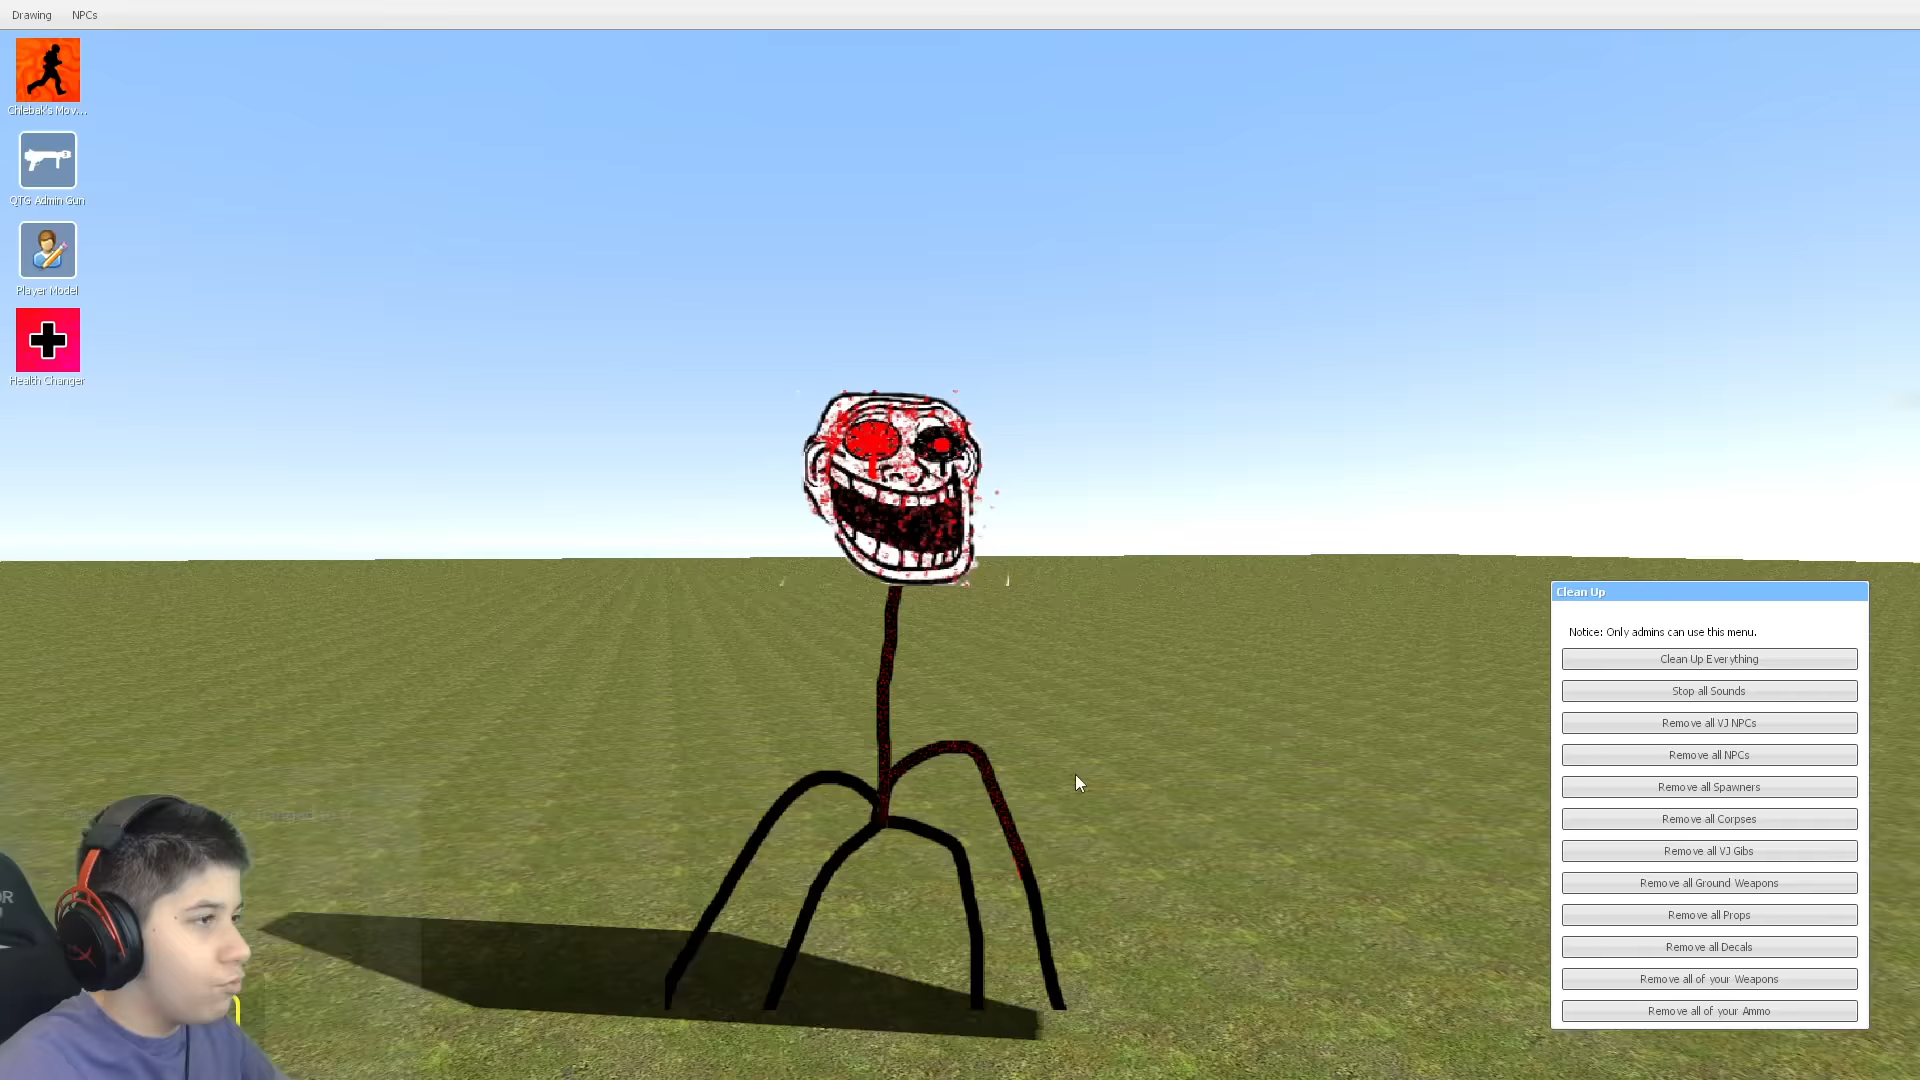 Drawing NPCs
Chlebak's Mov...
QTG Admin Gun
Player Model
Health Changer
Clean Up
Notice: Only admins can use this menu.
Clean Up Everything
Stop all Sounds
Remove all VJ NPCs
Remove all NPCs
Remove all Spawners
Remove all Corpses
Remove all VJ Gibs
Remove all Ground Weapons
Remove all Props
Remove all Decals
Remove all of your Weapons
Remove all of your Ammo